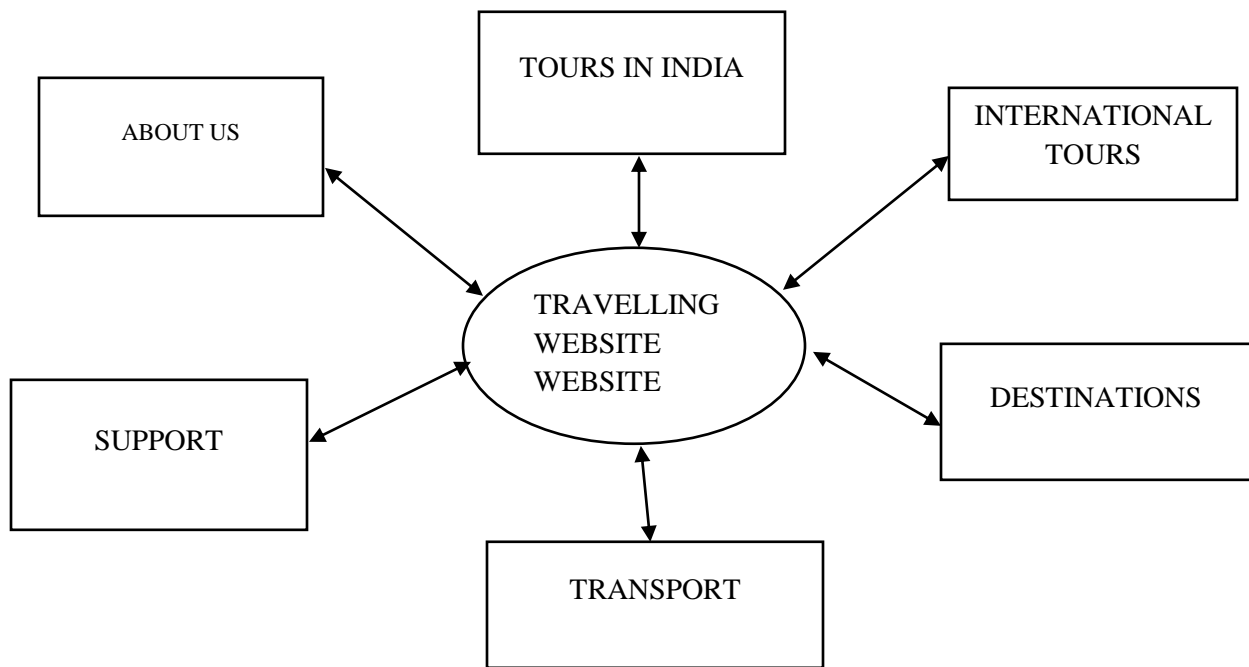 TOURS IN INDIA
ABOUT US
INTERNATIONAL
TOURS
TRAVELLING
WEBSITE
WEBSITE
DESTINATIONS
SUPPORT
TRANSPORT